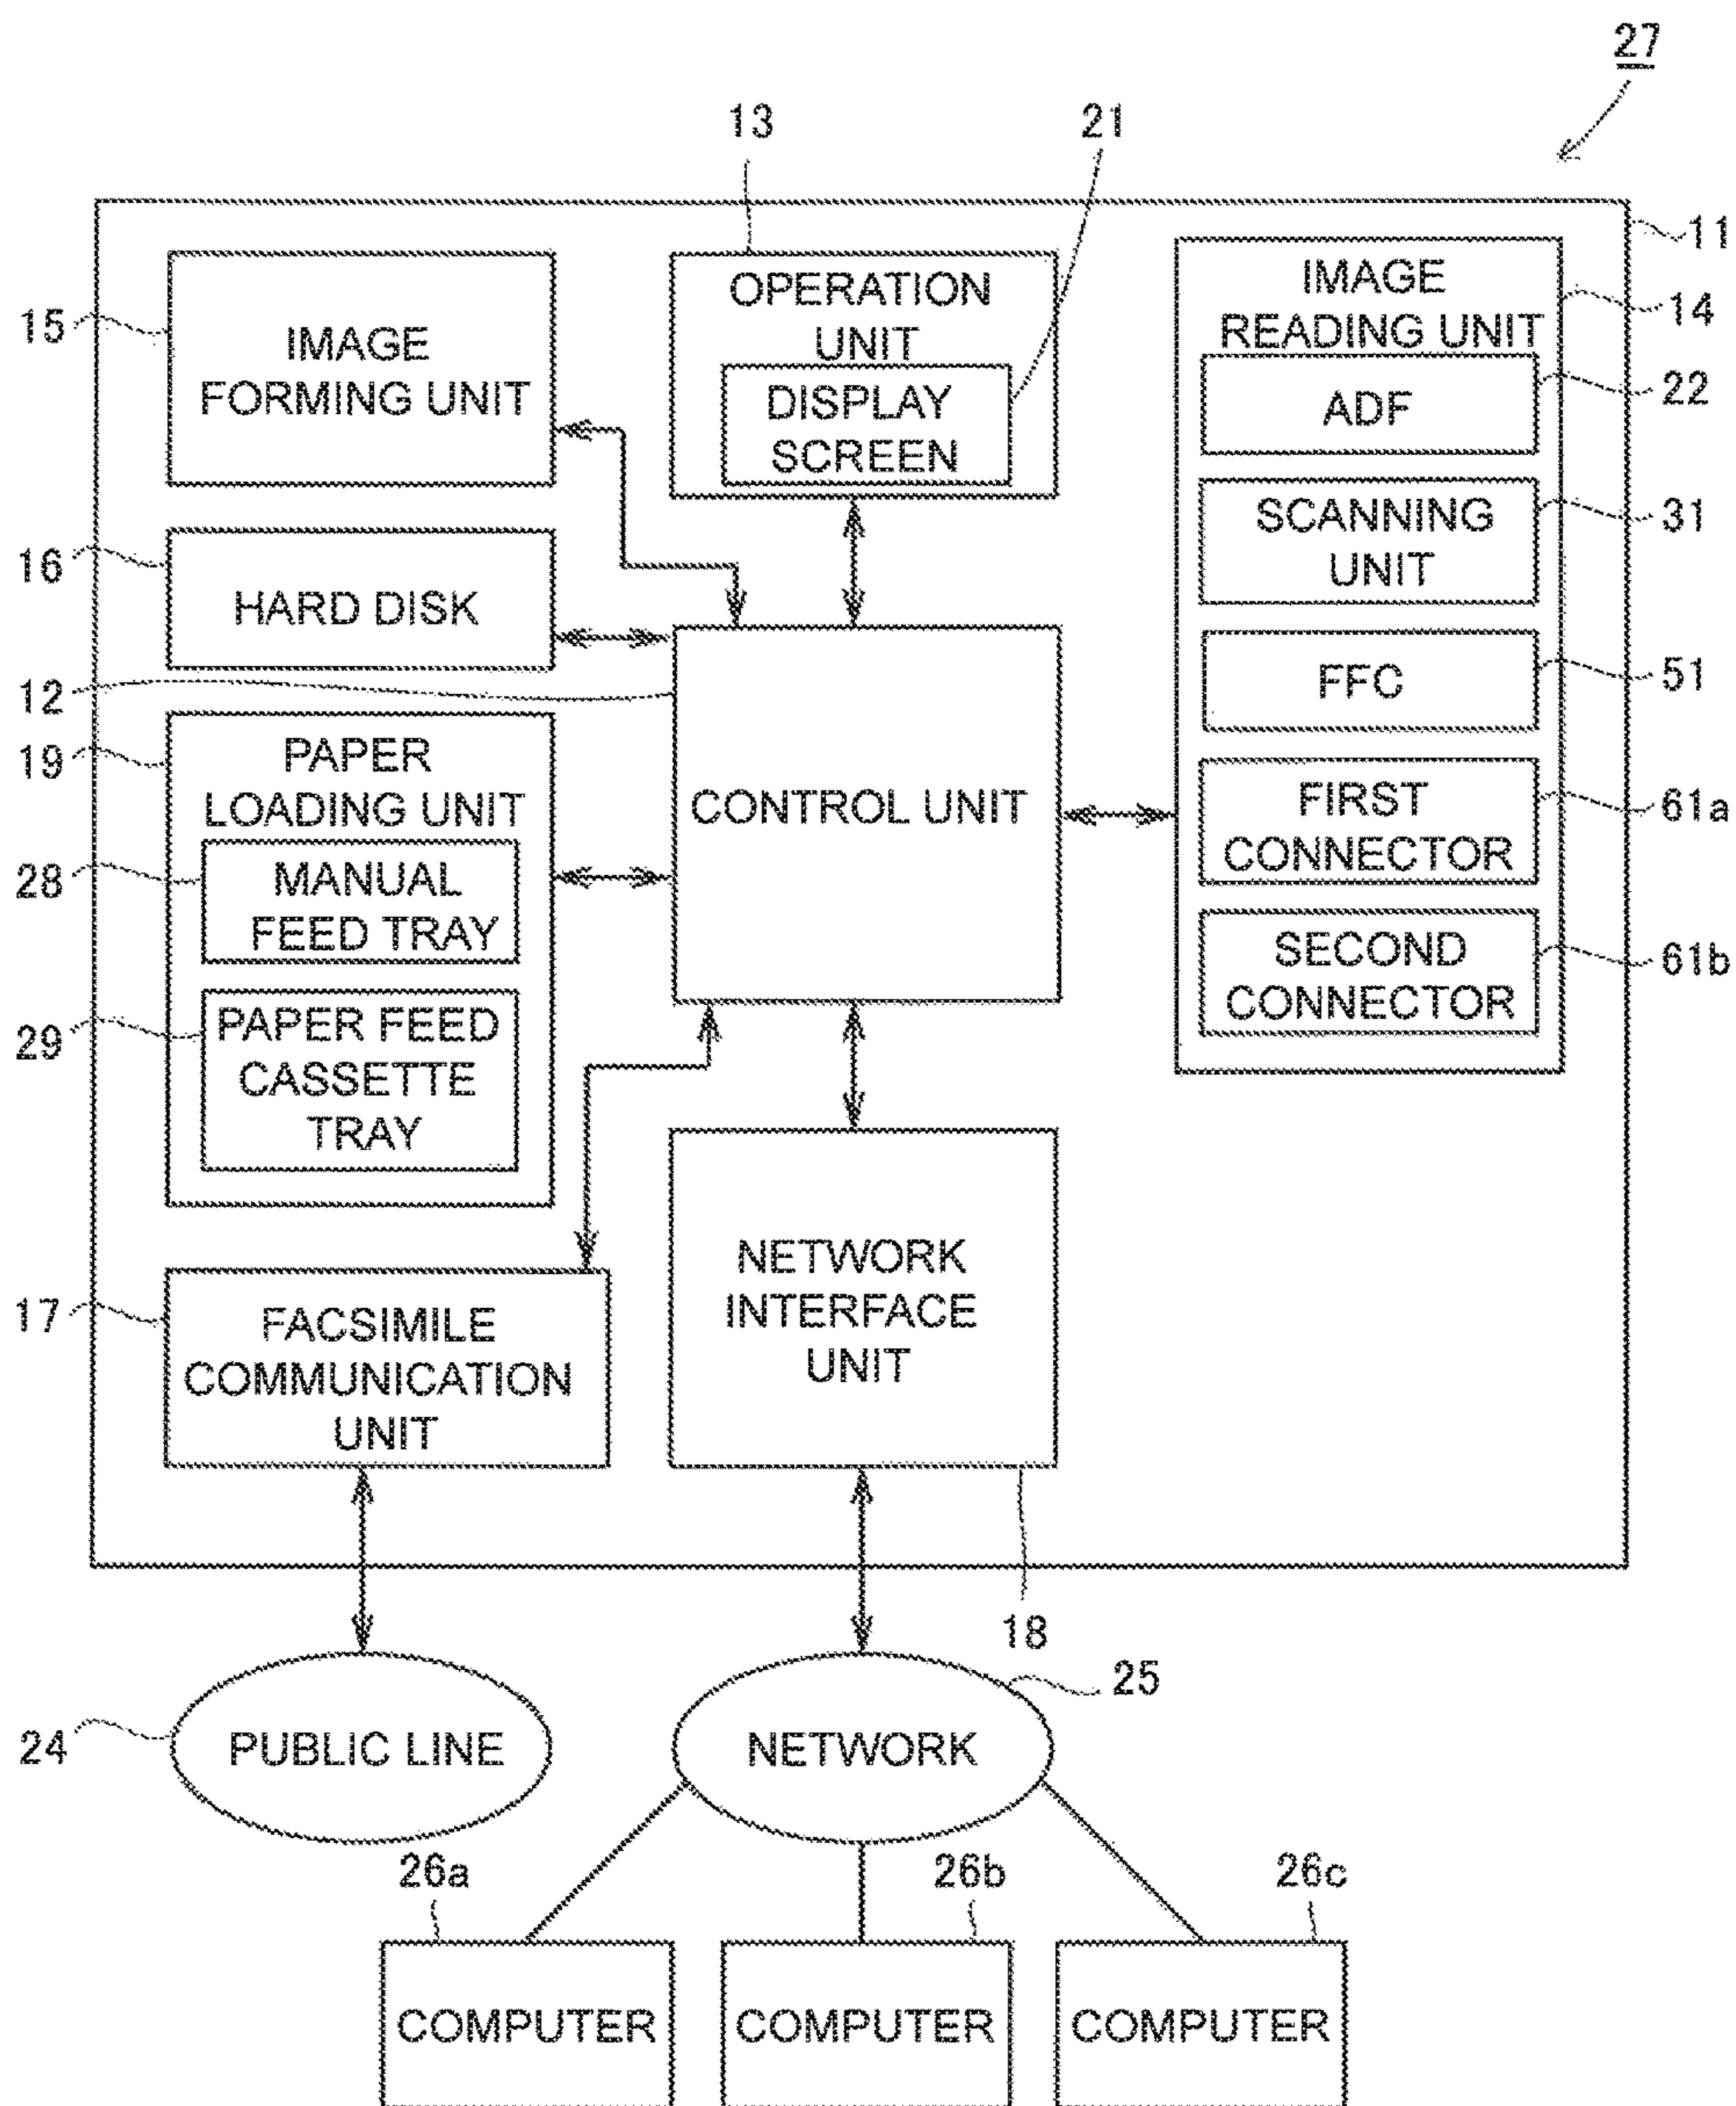 27
13
21
11
15
IMAGE
FORMING UNIT
OPERATION
UNIT
DISPLAY
SCREEN
IMAGE
READING UNIT
14
ADF
22
SCANNING
UNIT
31
16
HARD DISK
FFC
51
12
19
PAPER
LOADING UNIT
CONTROL UNIT
FIRST
CONNECTOR
61a
28
MANUAL
FEED TRAY
SECOND
CONNECTOR
61b
29
PAPER FEED
CASSETTE
TRAY
17
FACSIMILE
COMMUNICATION
UNIT
NETWORK
INTERFACE
UNIT
18
24
PUBLIC LINE
NETWORK
25
26a
26b
26c
COMPUTER
COMPUTER
COMPUTER